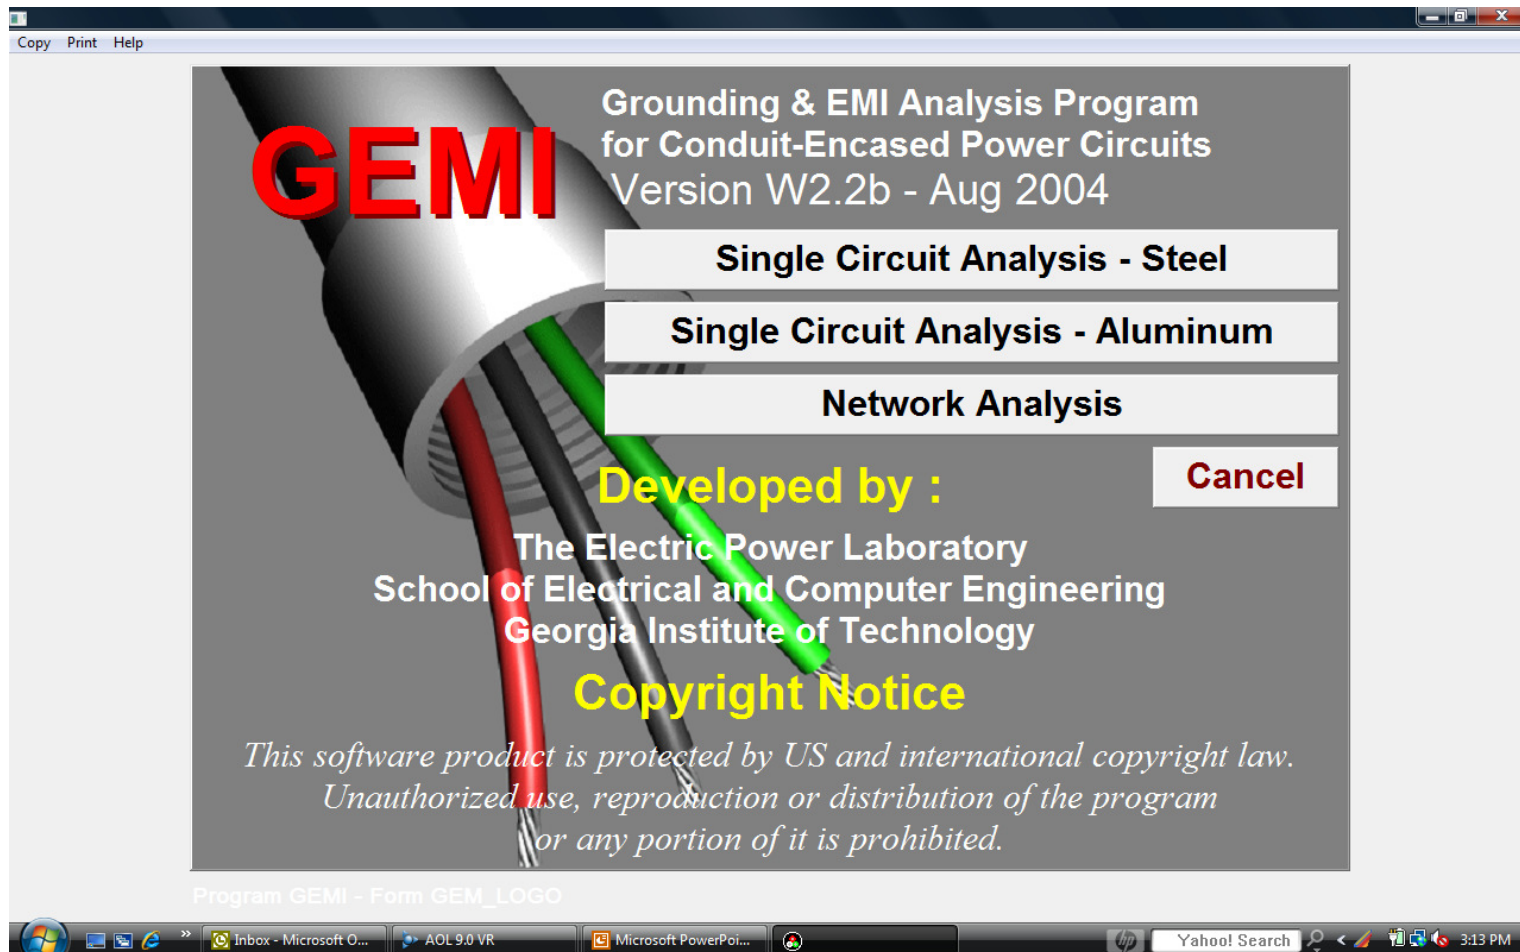 Copy Print Help
GEMI
Grounding & EMI Analysis Program
for Conduit-Encased Power Circuits
Version W2.2b - Aug 2004
Single Circuit Analysis - Steel
Single Circuit Analysis - Aluminum
Network Analysis
Cancel
Developed by :
The Electric Power Laboratory
School of Electrical and Computer Engineering
Georgia Institute of Technology
Copyright Notice
This software product is protected by US and international copyright law.
Unauthorized use, reproduction or distribution of the program
or any portion of it is prohibited.
Program GEMI - Form GEM_LOGO
» Inbox - Microsoft O... AOL 9.0 VR Microsoft PowerPoi... hp Yahoo! Search < 3:13 PM